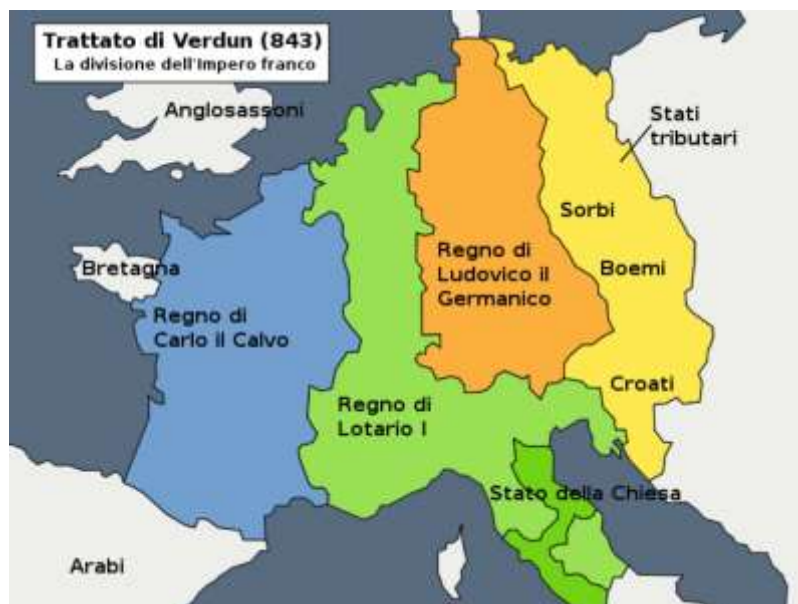 Trattato di Verdun (843)
La divisione dell'Impero franco
Anglosassoni
Stati
tributari
Sorbi
Bretagna
Regno di
Ludovico il
Germanico
Boemi
Regno di
Carlo il Calvo
Croati
Regno di
Lotario I
Stato della Chiesa
Arabi